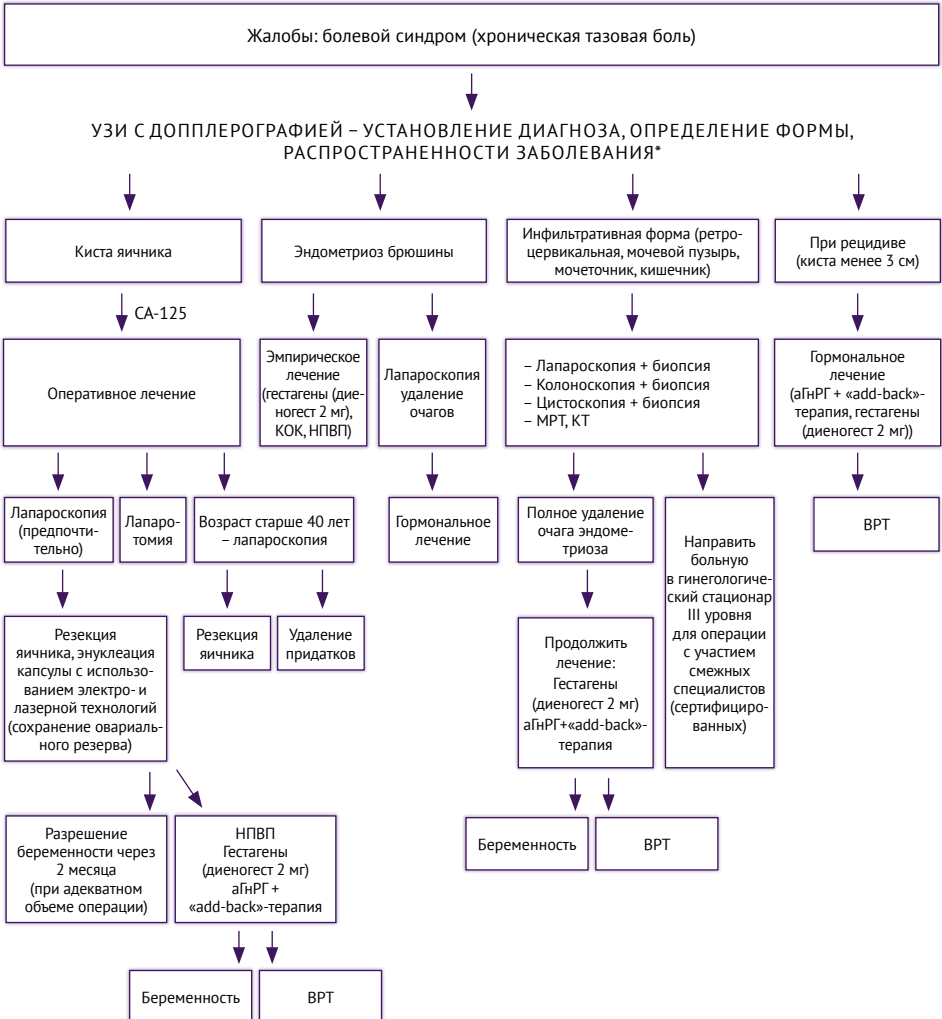 Жалобы: болевой синдром (хроническая тазовая боль)
УЗИ С ДОППЛЕРОГРАФИЕЙ – УСТАНОВЛЕНИЕ ДИАГНОЗА, ОПРЕДЕЛЕНИЕ ФОРМЫ,
РАСПРОСТРАНЕННОСТИ ЗАБОЛЕВАНИЯ*
Киста яичника
Эндометриоз брюшины
Инфильтративная форма (ретро-
цервикальная, мочевой пузырь,
мочеточник, кишечник)
При рецидиве
(киста менее 3 см)
СА-125
Оперативное лечение
Эмпирическое
лечение
(гестагены (дие-
ногест 2 мг),
КОК, НПВП)
Лапароскопия
удаление
очагов
– Лапароскопия + биопсия
– Колоноскопия + биопсия
– Цистоскопия + биопсия
– МРТ, КТ
Гормональное
лечение
(аГнРГ + «add-back»-
терапия, гестагены
(диеногест 2 мг))
Лапароскопия
(предпочти-
тельно)
Лапаро-
томия
Возраст старше 40 лет
– лапароскопия
Гормональное
лечение
Полное удаление
очага эндоме-
триоза
Направить
больную
в гинегологиче-
ский стационар
III уровня
для операции
с участием
смежных
специалистов
(сертифициро-
ванных)
ВРТ
Резекция
яичника, энуклеация
капсулы с использо-
ванием электро- и
лазерной технологий
(сохранение овариаль-
ного резерва)
Резекция
яичника
Удаление
придатков
Продолжить
лечение:
Гестагены
(диеногест 2 мг)
аГнРГ+«add-back»-
терапия
Разрешение
беременности через
2 месяца
(при адекватном
объеме операции)
НПВП
Гестагены
(диеногест 2 мг)
аГнРГ +
«add-back»-терапия
Беременность
ВРТ
Беременность
ВРТ